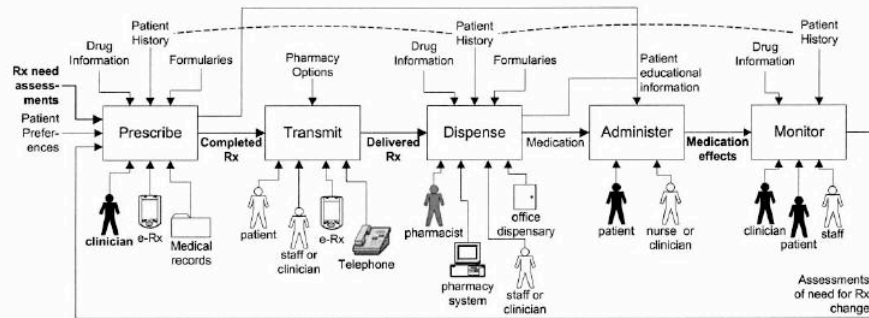 Patient
History
Patient
History
Patient
History
Drug
Information
Formularies
Pharmacy
Options
Drug
Information
Formularies
Patient
educational
information
Drug
Information
Rx need
assess-
ments
Patient
Prefer-
ences
Prescribe
Completed
Rx
Transmit
Delivered
Rx
Dispense
Medication
Administer
Medication
effects
Monitor
clinician
e-Rx
Medical
records
patient
staff or
clinician
e-Rx
Telephone
pharmacist
pharmacy
system
office
dispensary
staff or
clinician
patient
nurse or
clinician
clinician
patient
staff
Assessments
of need for Rx
change